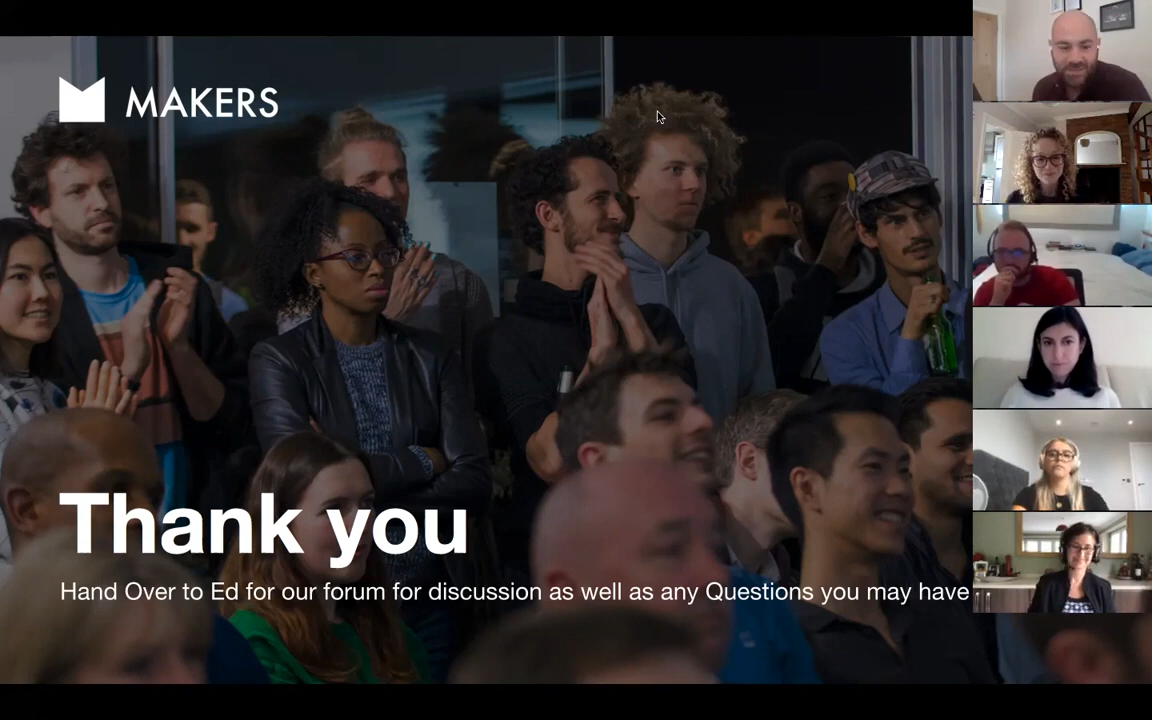 MAKERS
Thank you
Hand Over to Ed for our forum for discussion as well as any Questions you may have